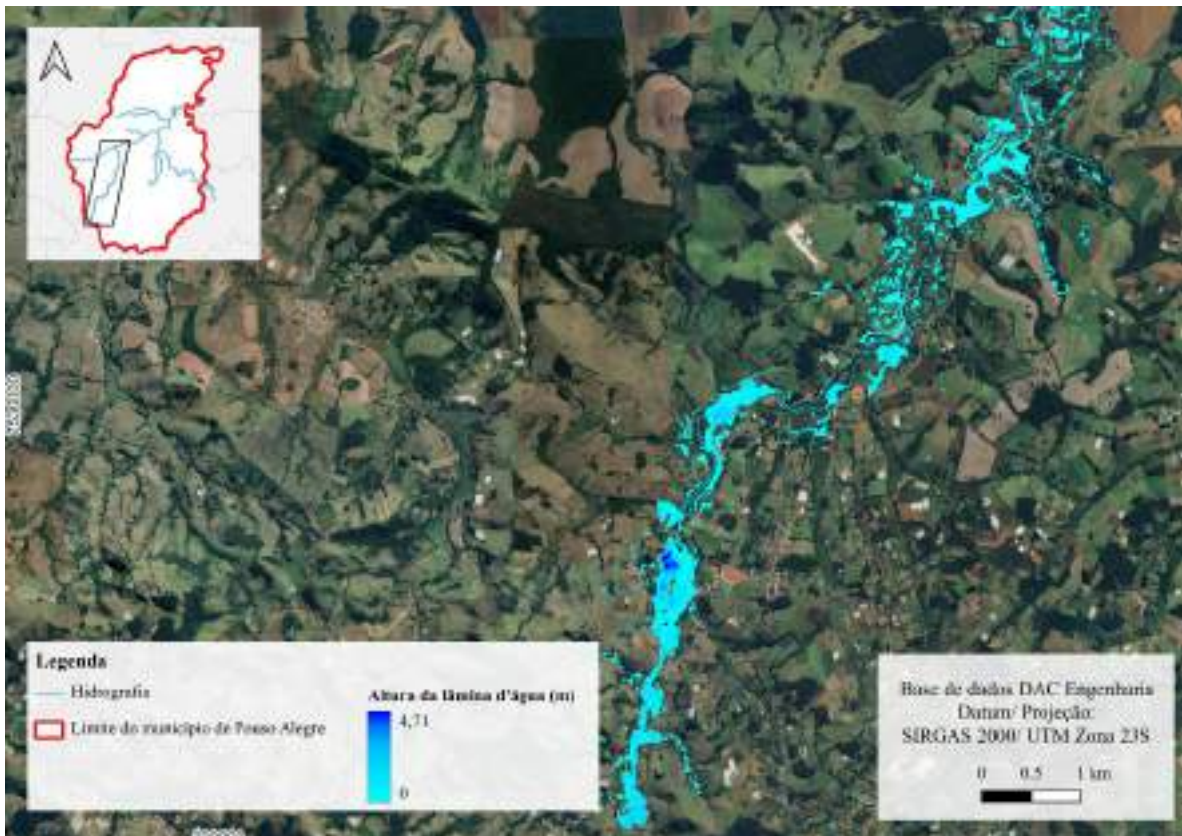 Legenda
Hidrografia
Limite do município de Pouso Alegre
Altura da lâmina d'água (m)
4,71
0
Base de dados DAC Engenharia
Datum/ Projeção:
SIRGAS 2000/ UTM Zona 23S
0 0.5 1 km